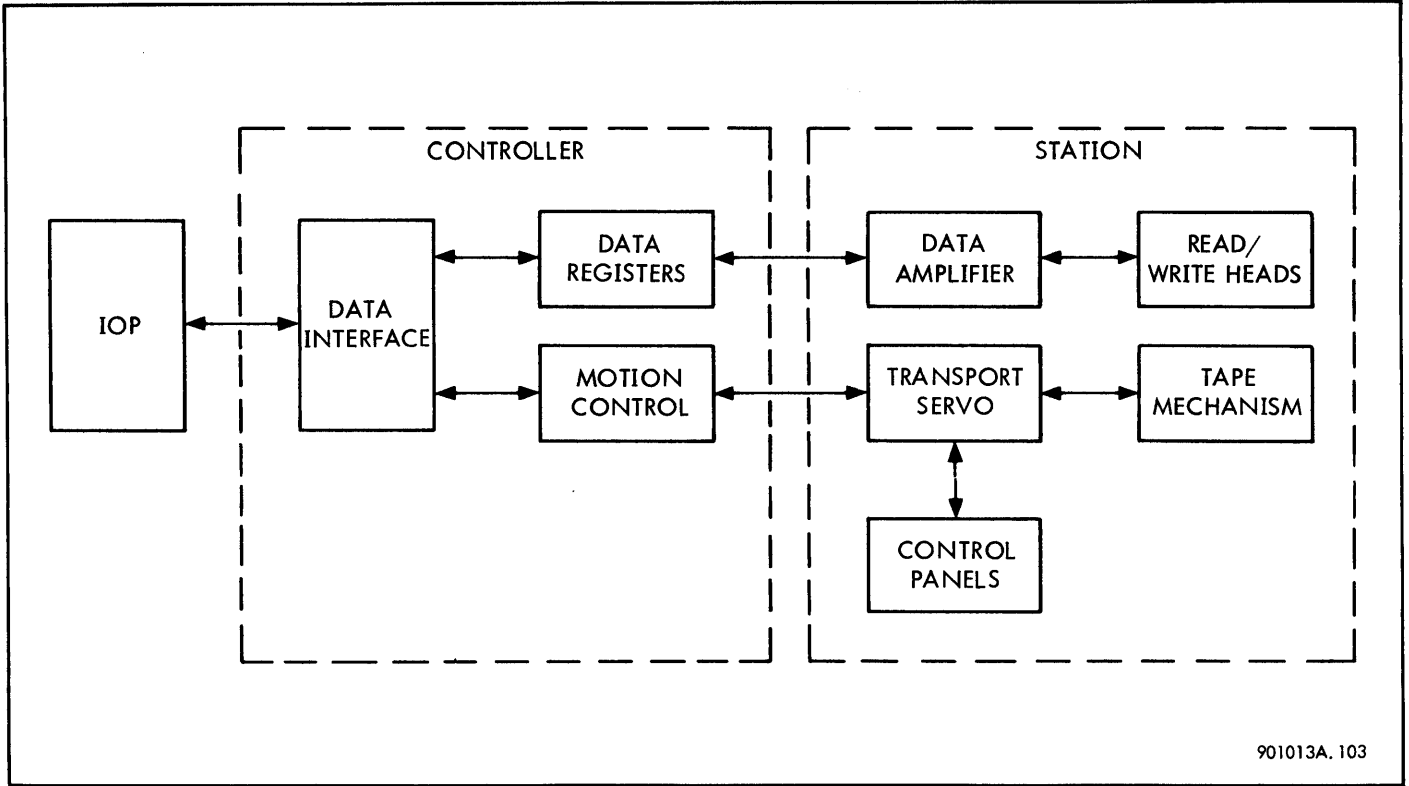 CONTROLLER
STATION
IOP
DATA
INTERFACE
DATA
REGISTERS
MOTION
CONTROL
DATA
AMPLIFIER
READ/
WRITE HEADS
TRANSPORT
SERVO
TAPE
MECHANISM
CONTROL
PANELS
901013A. 103